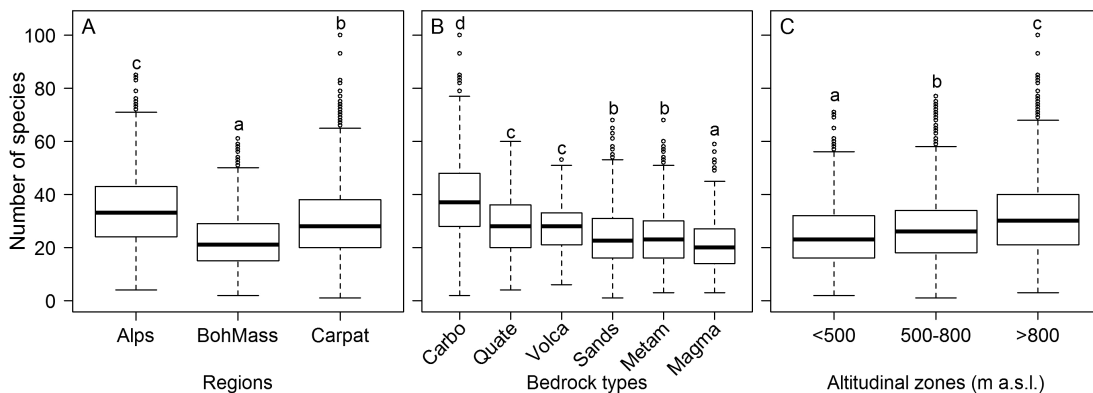 Number of species
100
80
60
40
20
0
A
c
a
b
Alps BohMass Carpat
Regions
B
d
c
c
b
b
a
Carbo Quate Volca Sands Metam Magma
Bedrock types
C
a
b
c
<500 500-800 >800
Altitudinal zones (m a.s.l.)